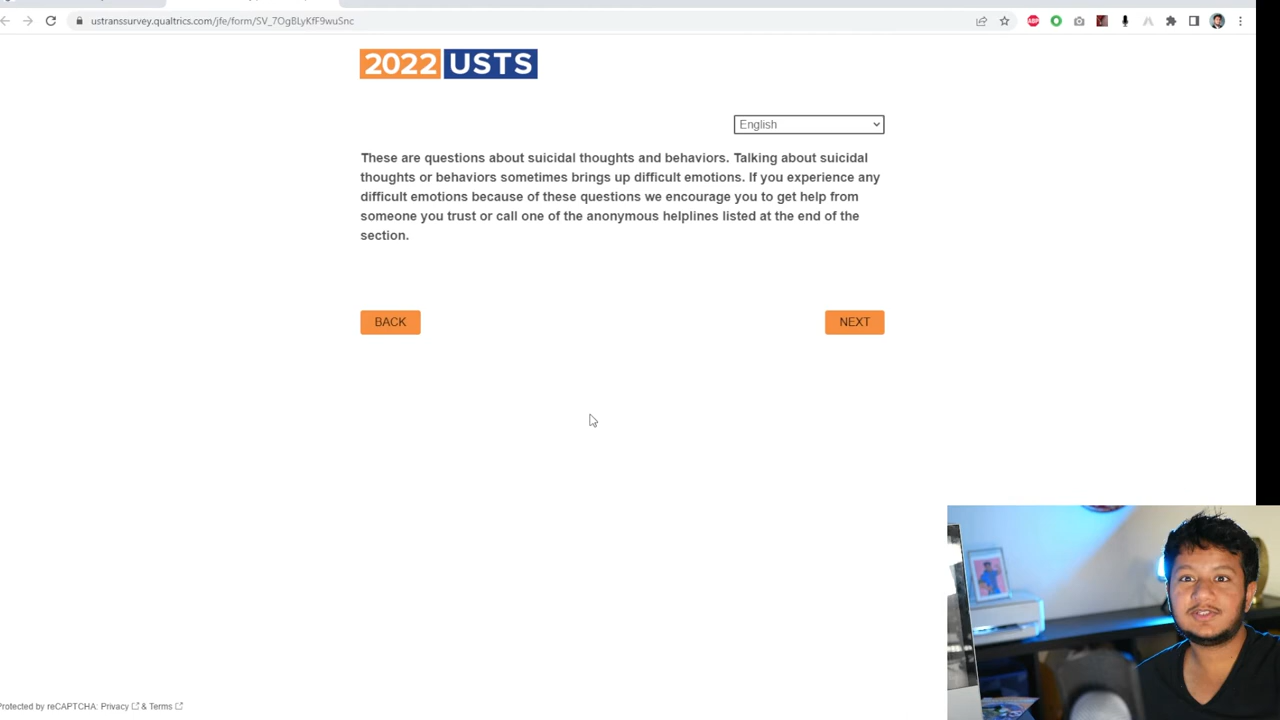 ustranssurvey.qualtrics.com/jfe/form/SV_7OgBLyKfF9wuSnc
ABP
2022 USTS
English
These are questions about suicidal thoughts and behaviors. Talking about suicidal
thoughts or behaviors sometimes brings up difficult emotions. If you experience any
difficult emotions because of these questions we encourage you to get help from
someone you trust or call one of the anonymous helplines listed at the end of the
section.
BACK
NEXT
Protected by reCAPTCHA: Privacy & Terms